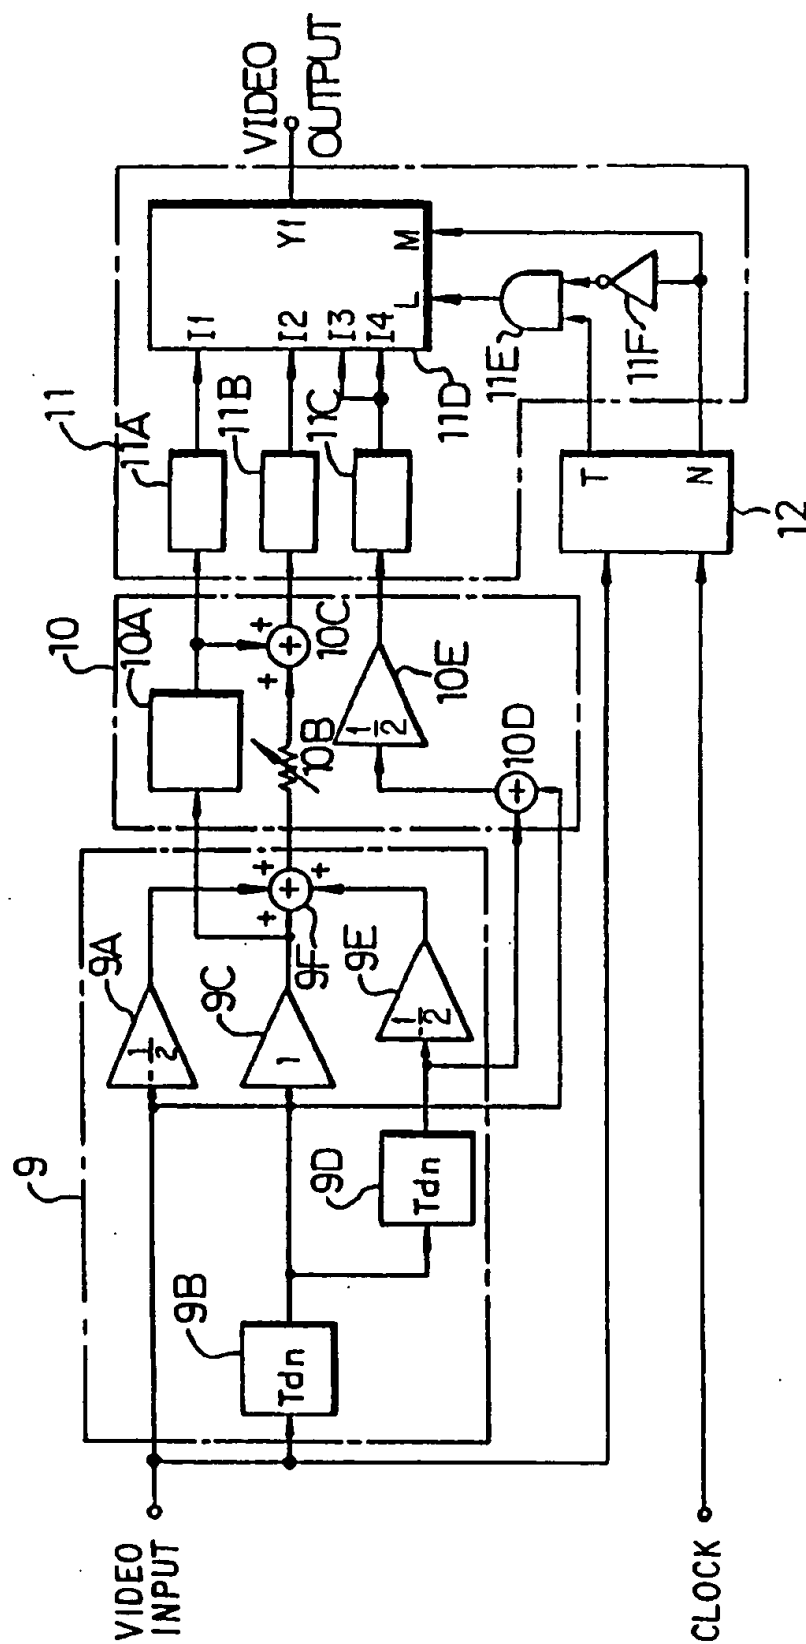 VIDEO
INPUT
9
9A
1
2
9B
Tdn
9C
1
9D
Tdn
9E
1
2
9F
+
+
+
+
10
10A
10B
10C
+
+
+
10D
+
10E
1
2
11
11A
11B
11C
11D
I1
I2
I3
I4
Y1
L
M
11E
11F
VIDEO
OUTPUT
CLOCK
T
N
12